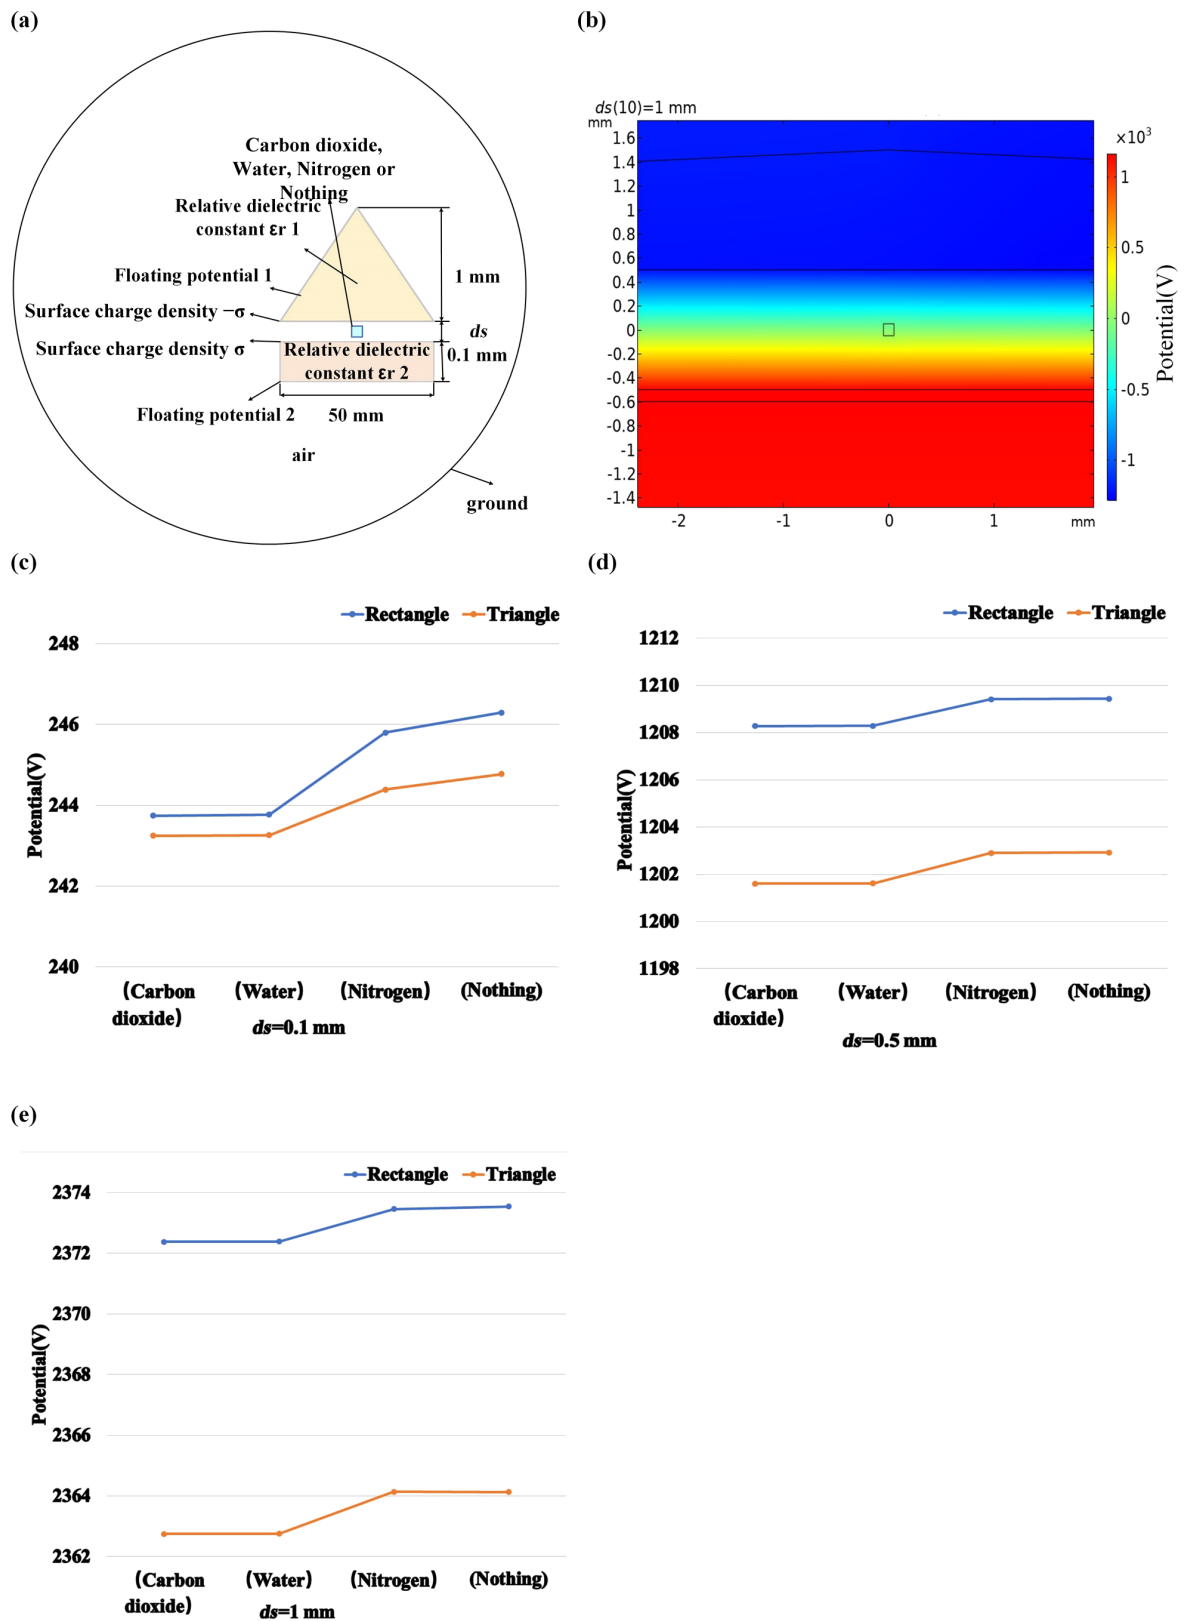 (a)
Carbon dioxide,
Water, Nitrogen or
Nothing
Relative dielectric
constant εr 1
Floating potential 1
1 mm
Surface charge density −σ
ds
Surface charge density σ
0.1 mm
Relative dielectric
constant εr 2
Floating potential 2
50 mm
air
ground
(b)
ds(10)=1 mm
mm
1.6
1.4
1.2
1
0.8
0.6
0.4
0.2
0
-0.2
-0.4
-0.6
-0.8
-1
-1.2
-1.4
-2
-1
0
1
mm
×10³
1
0.5
0
-0.5
-1
Potential(V)
(c)
Rectangle
Triangle
248
246
244
242
240
Potential(V)
(Carbon
dioxide)
(Water)
(Nitrogen)
(Nothing)
ds=0.1 mm
(d)
Rectangle
Triangle
1212
1210
1208
1206
1204
1202
1200
1198
Potential(V)
(Carbon
dioxide)
(Water)
(Nitrogen)
(Nothing)
ds=0.5 mm
(e)
Rectangle
Triangle
2374
2372
2370
2368
2366
2364
2362
Potential(V)
(Carbon
dioxide)
(Water)
(Nitrogen)
(Nothing)
ds=1 mm